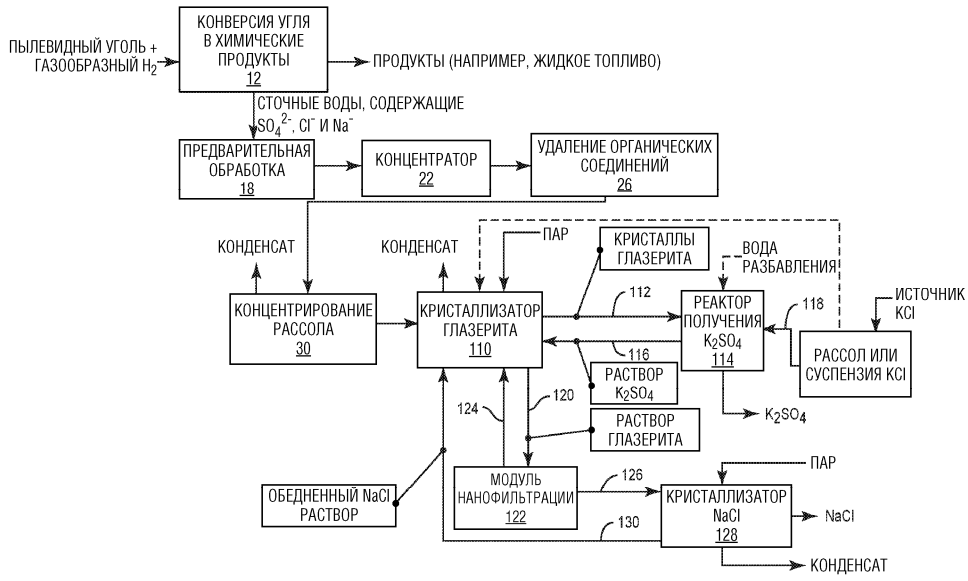 КОНВЕРСИЯ УГЛЯ
В ХИМИЧЕСКИЕ
ПРОДУКТЫ
12
ПЫЛЕВИДНЫЙ УГОЛЬ +
ГАЗООБРАЗНЫЙ H2
ПРОДУКТЫ (НАПРИМЕР, ЖИДКОЕ ТОПЛИВО)
СТОЧНЫЕ ВОДЫ, СОДЕРЖАЩИЕ
SO4²⁻, Cl⁻ И Na⁻
ПРЕДВАРИТЕЛЬНАЯ
ОБРАБОТКА
18
КОНЦЕНТРАТОР
22
УДАЛЕНИЕ ОРГАНИЧЕСКИХ
СОЕДИНЕНИЙ
26
КОНДЕНСАТ
КОНДЕНСАТ
ПАР
КРИСТАЛЛЫ
ГЛАЗЕРИТА
ВОДА
РАЗБАВЛЕНИЯ
КОНЦЕНТРИРОВАНИЕ
РАССОЛА
30
КРИСТАЛЛИЗАТОР
ГЛАЗЕРИТА
110
112
116
РЕАКТОР
ПОЛУЧЕНИЯ
K2SO4
114
118
ИСТОЧНИК
KCl
РАССОЛ ИЛИ
СУСПЕНЗИЯ KCl
РАСТВОР
K2SO4
K2SO4
124
120
РАСТВОР
ГЛАЗЕРИТА
ОБЕДНЕННЫЙ NaCl
РАСТВОР
МОДУЛЬ
НАНОФИЛЬТРАЦИИ
122
126
130
ПАР
КРИСТАЛЛИЗАТОР
NaCl
128
NaCl
КОНДЕНСАТ